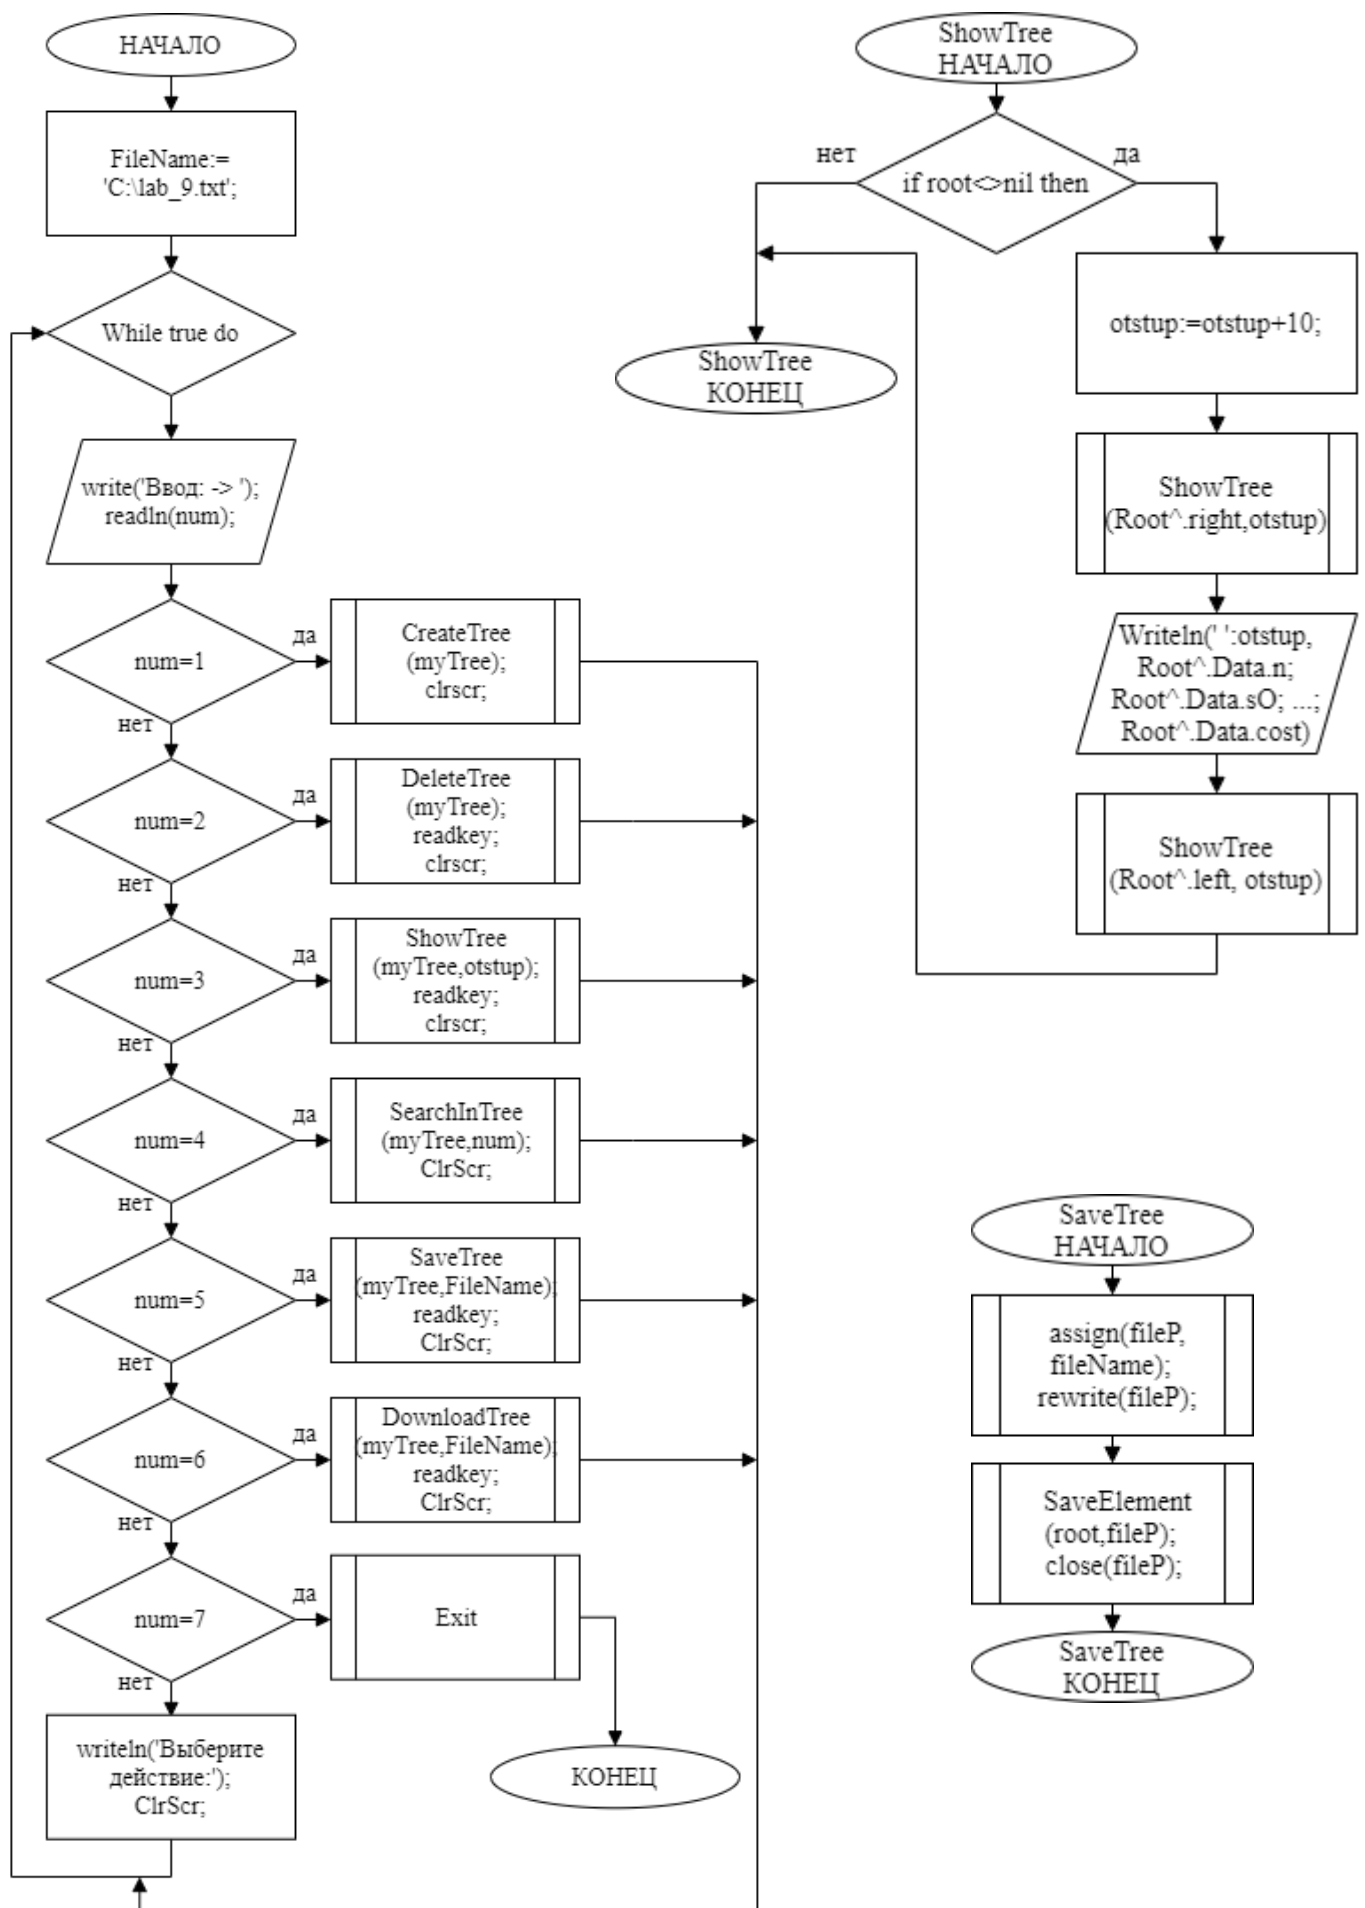 НАЧАЛО
FileName:=
'C:\lab_9.txt';
While true do
write('Ввод: -> ');
readln(num);
num=1
да
CreateTree
(myTree);
clrscr;
нет
num=2
да
DeleteTree
(myTree);
readkey;
clrscr;
нет
num=3
да
ShowTree
(myTree,otstup);
readkey;
clrscr;
нет
num=4
да
SearchInTree
(myTree,num);
ClrScr;
нет
num=5
да
SaveTree
(myTree,FileName);
readkey;
ClrScr;
нет
num=6
да
DownloadTree
(myTree,FileName);
readkey;
ClrScr;
нет
num=7
да
Exit
нет
writeln('Выберите
действие:');
ClrScr;
КОНЕЦ
ShowTree
НАЧАЛО
нет
да
if root<>nil then
otstup:=otstup+10;
ShowTree
КОНЕЦ
ShowTree
(Root^.right,otstup)
Writeln(' ':otstup,
Root^.Data.n;
Root^.Data.sO; ...;
Root^.Data.cost)
ShowTree
(Root^.left, otstup)
SaveTree
НАЧАЛО
assign(fileP,
fileName);
rewrite(fileP);
SaveElement
(root,fileP);
close(fileP);
SaveTree
КОНЕЦ